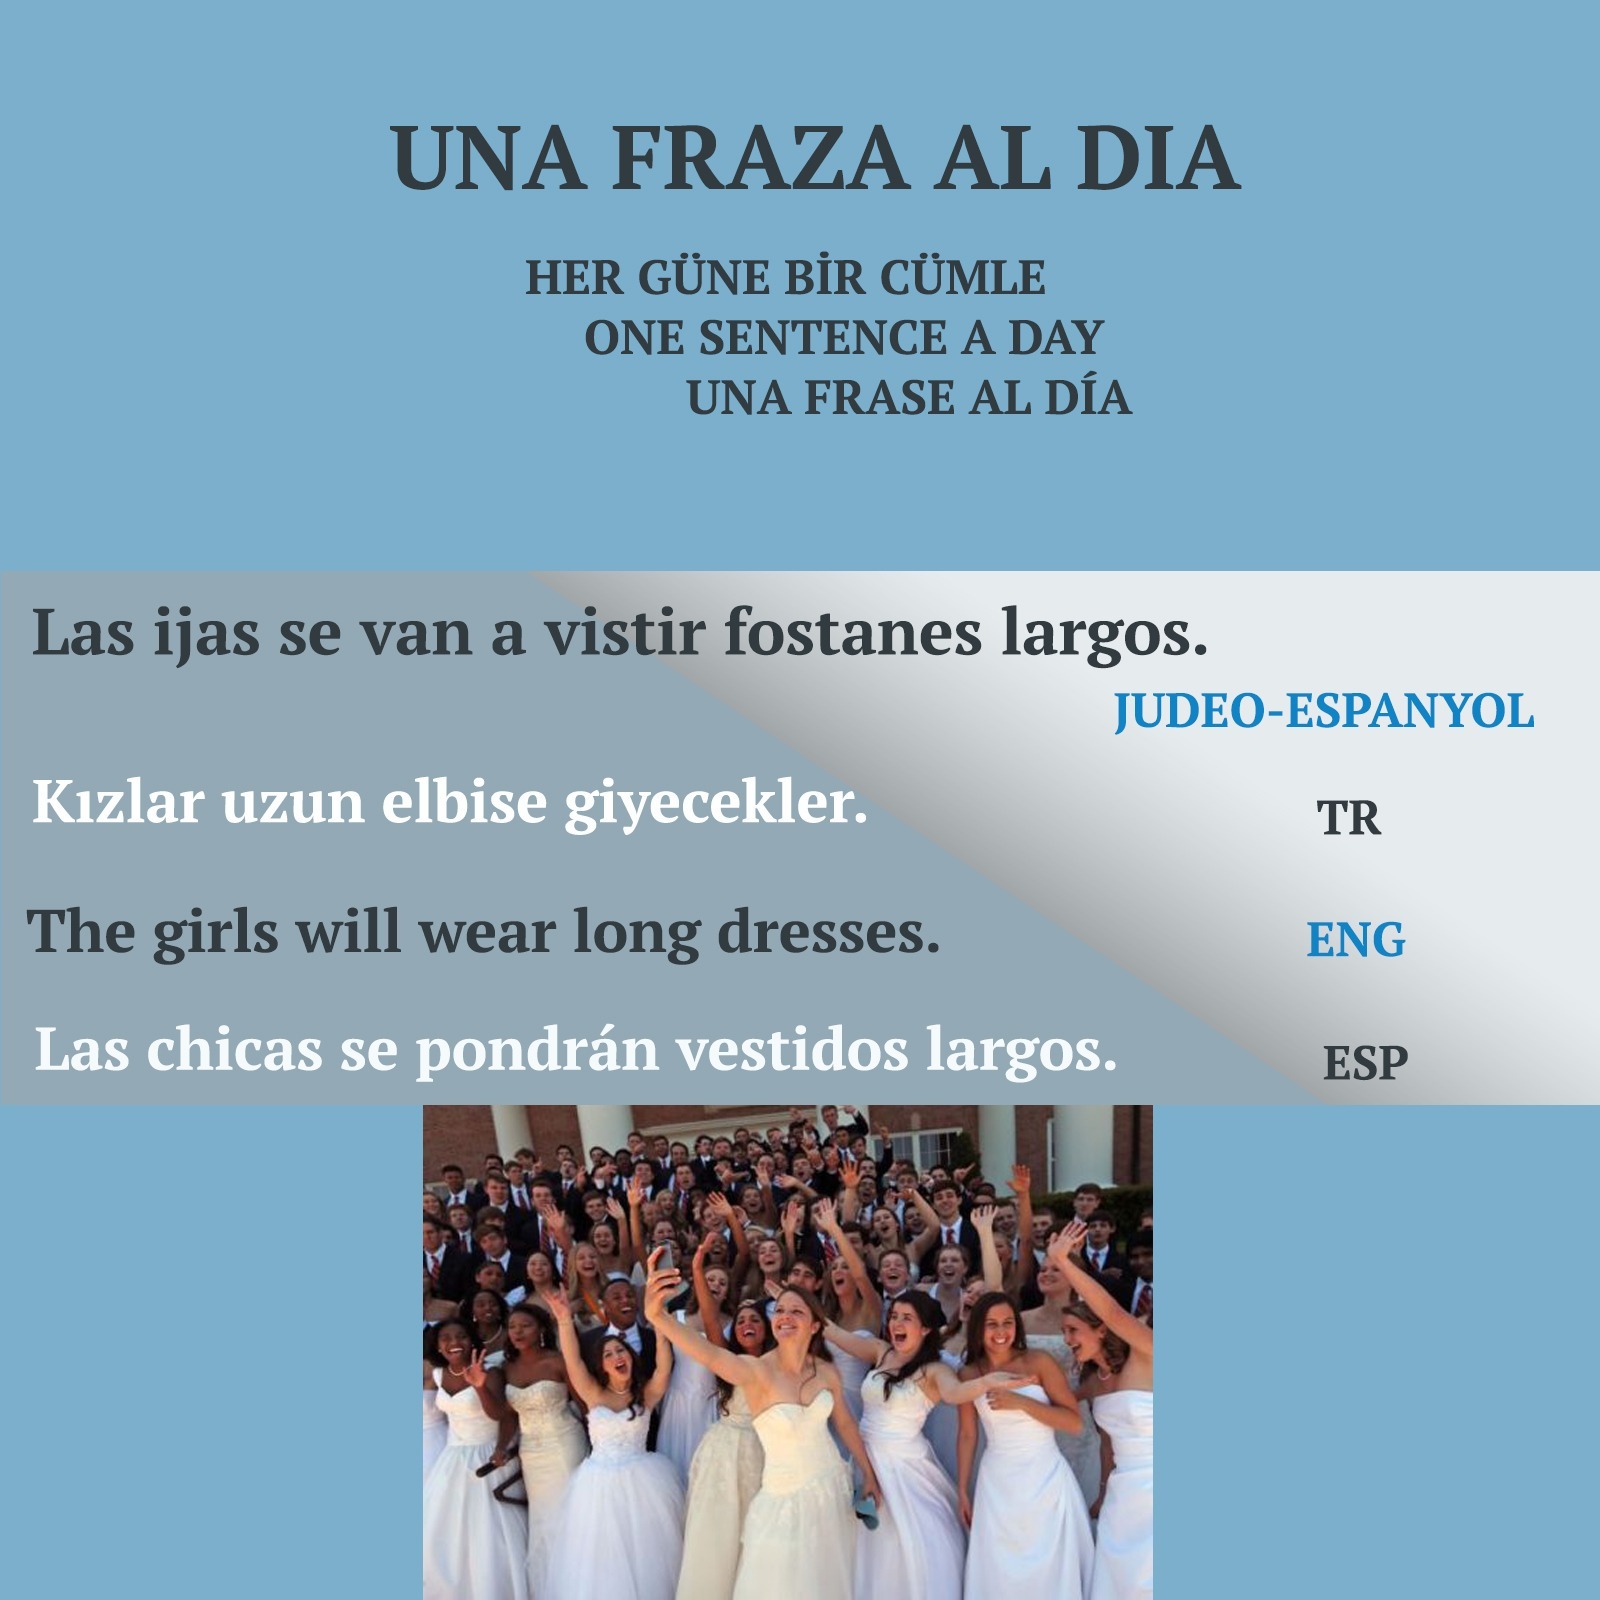 UNA FRAZA AL DIA
HER GÜNE BİR CÜMLE
ONE SENTENCE A DAY
UNA FRASE AL DÍA
Las ijas se van a vistir fostanes largos.
JUDEO-ESPANYOL
Kızlar uzun elbise giyecekler.
TR
The girls will wear long dresses.
ENG
Las chicas se pondrán vestidos largos.
ESP